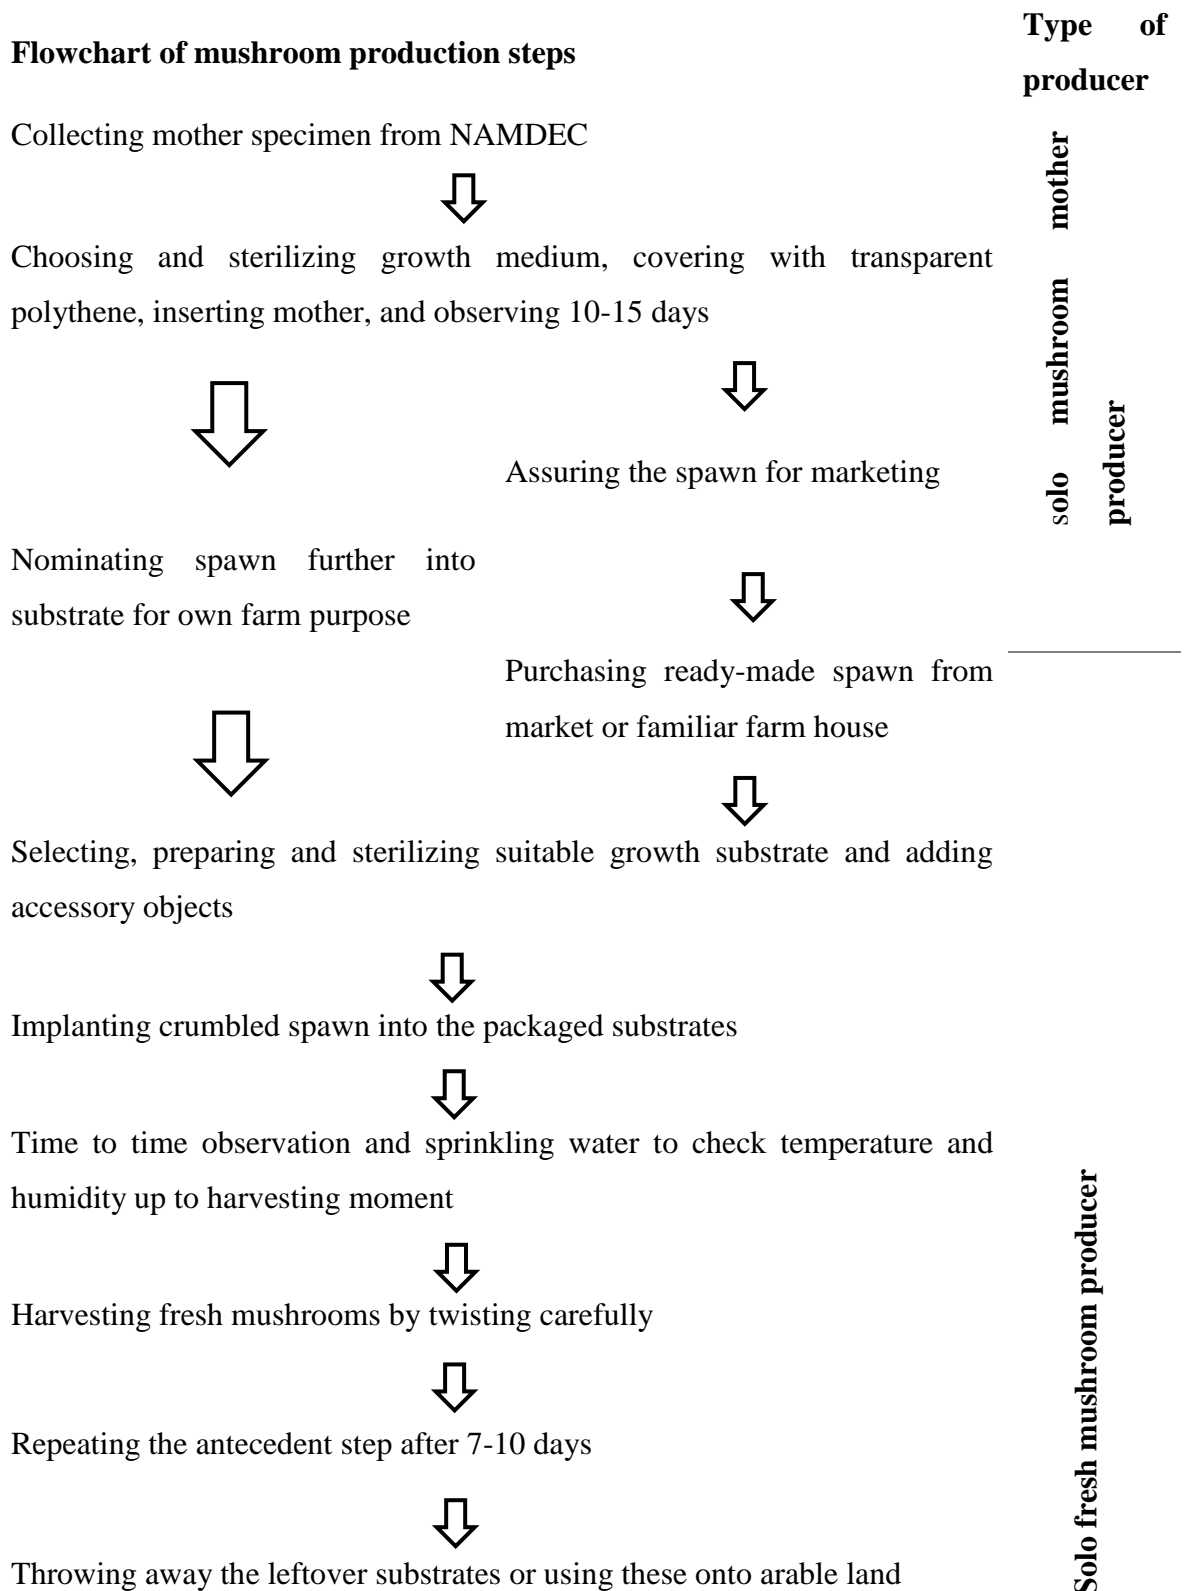 Flowchart of mushroom production steps
Type of
producer
Collecting mother specimen from NAMDEC
Choosing and sterilizing growth medium, covering with transparent
polythene, inserting mother, and observing 10-15 days
Assuring the spawn for marketing
Nominating spawn further into
substrate for own farm purpose
Purchasing ready-made spawn from
market or familiar farm house
solo mushroom mother
producer
Selecting, preparing and sterilizing suitable growth substrate and adding
accessory objects
Implanting crumbled spawn into the packaged substrates
Time to time observation and sprinkling water to check temperature and
humidity up to harvesting moment
Harvesting fresh mushrooms by twisting carefully
Repeating the antecedent step after 7-10 days
Throwing away the leftover substrates or using these onto arable land
Solo fresh mushroom producer